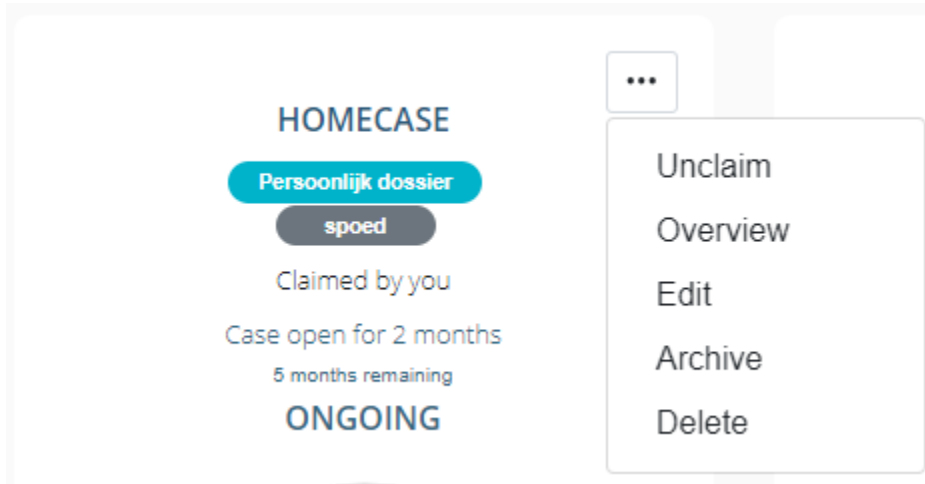 ...
HOMECASE
Persoonlijk dossier
spoed
Claimed by you
Case open for 2 months
5 months remaining
ONGOING
Unclaim
Overview
Edit
Archive
Delete